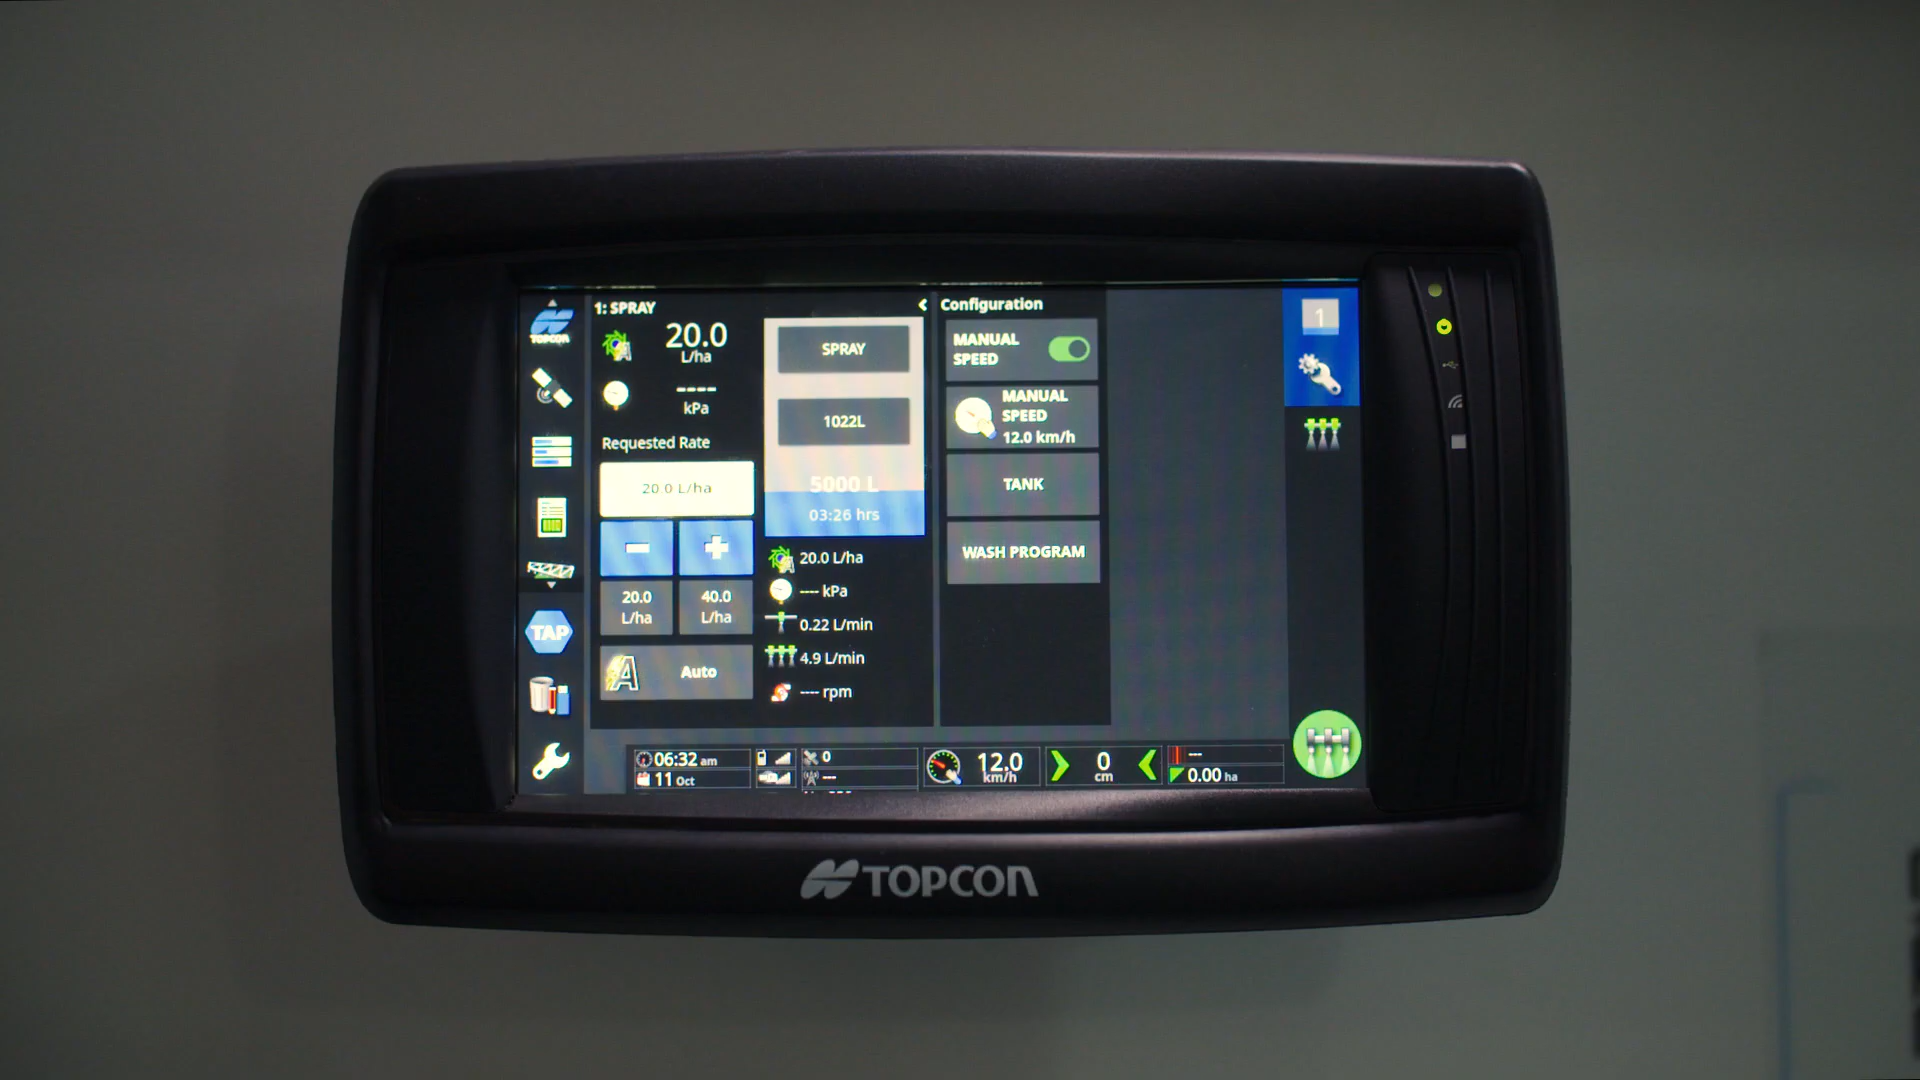 TOPCON
1: SPRAY
20.0
L/ha
----
kPa
Requested Rate
20.0 L/ha
20.0
L/ha
40.0
L/ha
Auto
SPRAY
1022L
5000 L
03:26 hrs
20.0 L/ha
---- kPa
0.22 L/min
4.9 L/min
---- rpm
Configuration
MANUAL
SPEED
MANUAL
SPEED
12.0 km/h
TANK
WASH PROGRAM
1
TAP
06:32 am
11 Oct
0
---
12.0
km/h
0
cm
---
0.00 ha
TOPCON